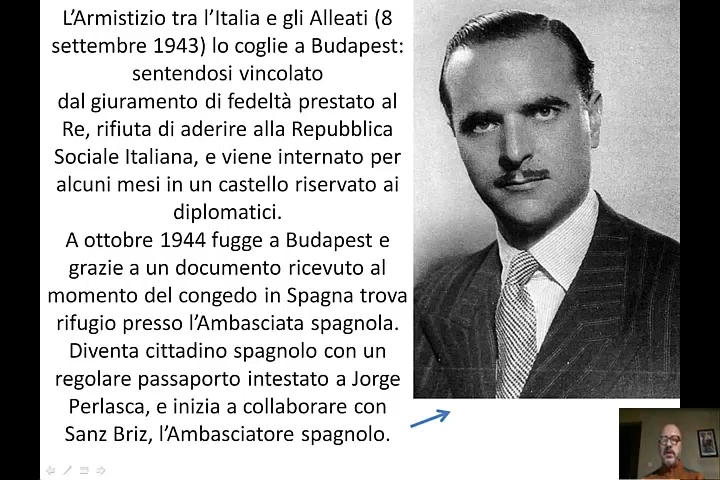 L’Armistizio tra l’Italia e gli Alleati (8
settembre 1943) lo coglie a Budapest:
sentendosi vincolato
dal giuramento di fedeltà prestato al
Re, rifiuta di aderire alla Repubblica
Sociale Italiana, e viene internato per
alcuni mesi in un castello riservato ai
diplomatici.
A ottobre 1944 fugge a Budapest e
grazie a un documento ricevuto al
momento del congedo in Spagna trova
rifugio presso l’Ambasciata spagnola.
Diventa cittadino spagnolo con un
regolare passaporto intestato a Jorge
Perlasca, e inizia a collaborare con
Sanz Briz, l’Ambasciatore spagnolo.